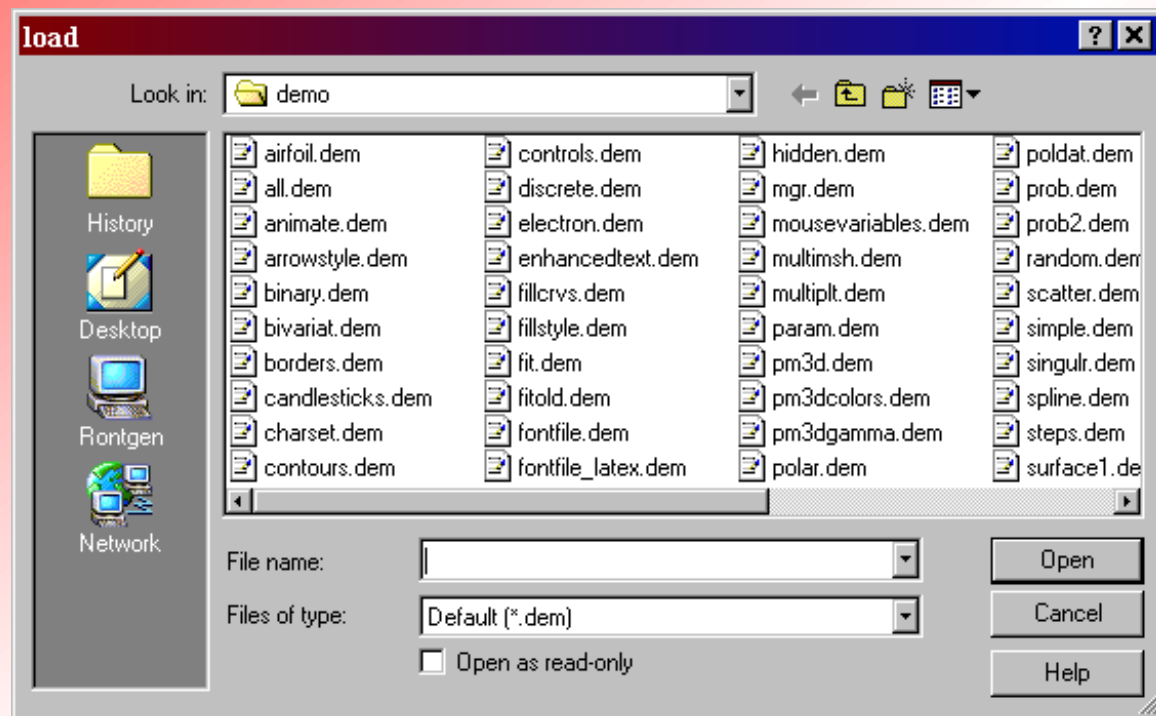 load
Look in: demo
History
Desktop
Rontgen
Network
airfoil.dem
all.dem
animate.dem
arrowstyle.dem
binary.dem
bivariat.dem
borders.dem
candlesticks.dem
charset.dem
contours.dem
controls.dem
discrete.dem
electron.dem
enhancedtext.dem
fillcrvs.dem
fillstyle.dem
fit.dem
fitold.dem
fontfile.dem
fontfile_latex.dem
hidden.dem
mgr.dem
mousevariables.dem
multimsh.dem
multiplt.dem
param.dem
pm3d.dem
pm3dcolors.dem
pm3dgamma.dem
polar.dem
poldat.dem
prob.dem
prob2.dem
random.dem
scatter.dem
simple.dem
singulr.dem
spline.dem
steps.dem
surface1.de
File name:
Open
Files of type: Default (*.dem)
Cancel
Open as read-only
Help